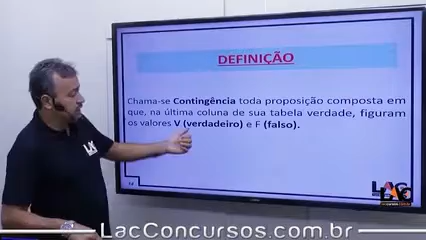 DEFINIÇÃO
Chama-se Contingência toda proposição composta em
que, na última coluna de sua tabela verdade, figuram
os valores V (verdadeiro) e F (falso).
LacConcursos.com.br